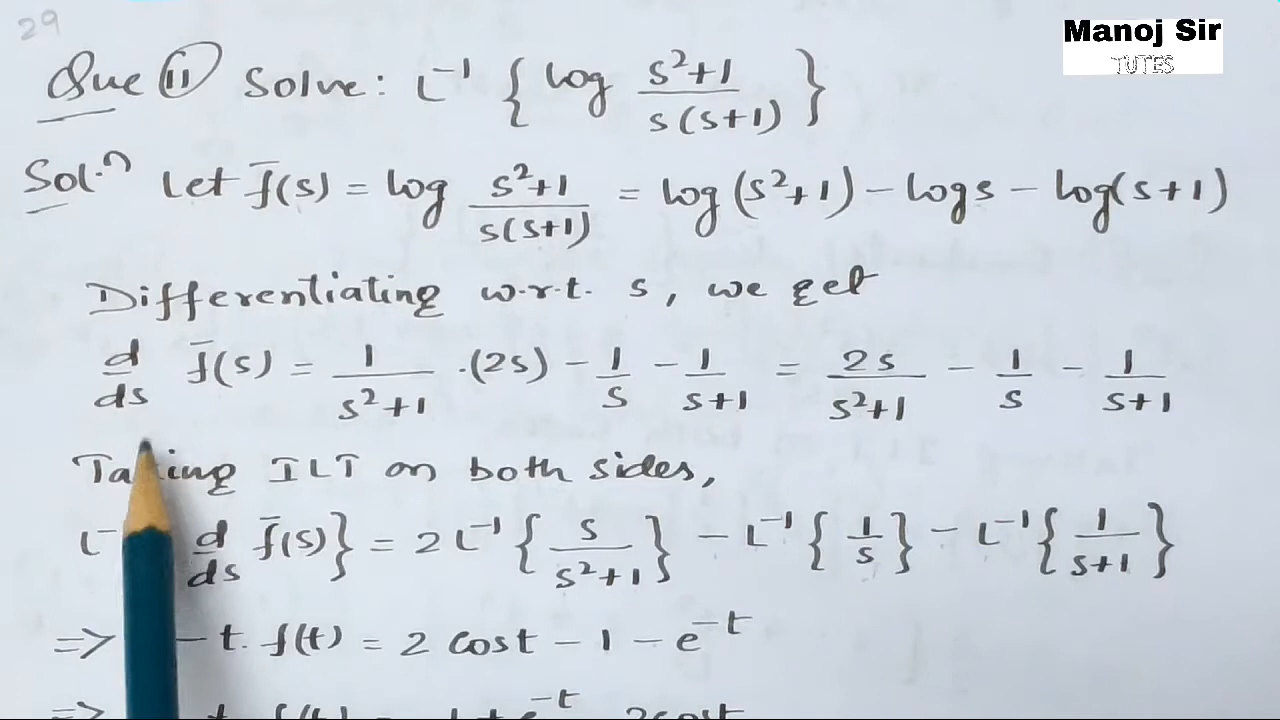 29
Manoj Sir
TUTES
Que 11 Solve: L⁻¹ { log (s²+1)/(s(s+1)) }
Sol.ⁿ Let f̄(s) = log (s²+1)/(s(s+1)) = log(s²+1) – logs – log(s+1)
Differentiating w.r.t. s, we get
d/ds f̄(s) = 1/(s²+1) .(2s) – 1/s – 1/(s+1) = 2s/(s²+1) – 1/s – 1/(s+1)
Taking ILT on both sides,
L⁻ d/ds f̄(s)} = 2 L⁻¹ { s/(s²+1) } – L⁻¹ { 1/s } – L⁻¹ { 1/(s+1) }
=> –t. f(t) = 2 cost – 1 – e⁻ᵗ
=> t f(t) = 1 + e⁻ᵗ 2cost